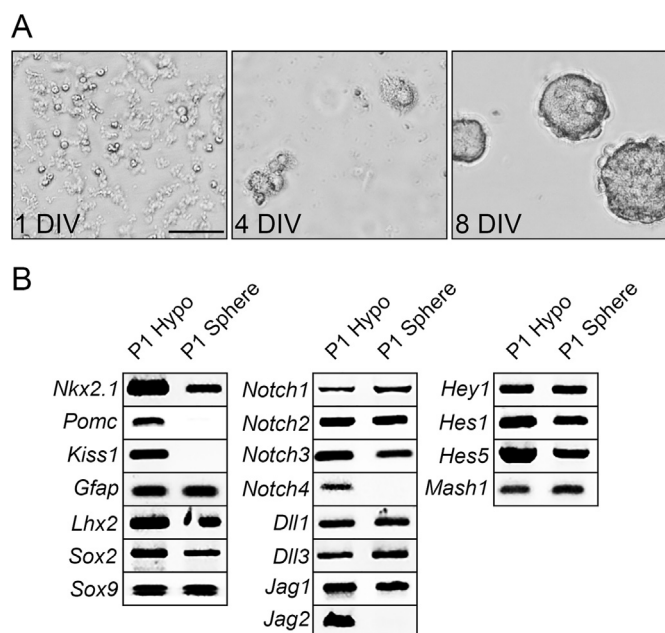 A
1 DIV
4 DIV
8 DIV
B
P1 Hypo
P1 Sphere
Nkx2.1
Pomc
Kiss1
Gfap
Lhx2
Sox2
Sox9
P1 Hypo
P1 Sphere
Notch1
Notch2
Notch3
Notch4
Dll1
Dll3
Jag1
Jag2
P1 Hypo
P1 Sphere
Hey1
Hes1
Hes5
Mash1